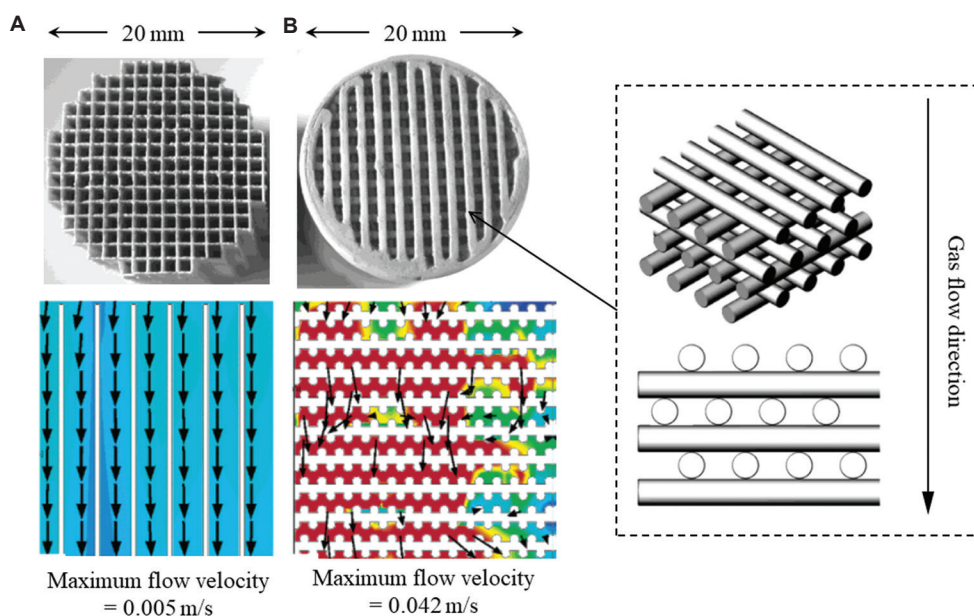 A
20 mm
B
20 mm
Gas flow direction
Maximum flow velocity
= 0.005 m/s
Maximum flow velocity
= 0.042 m/s